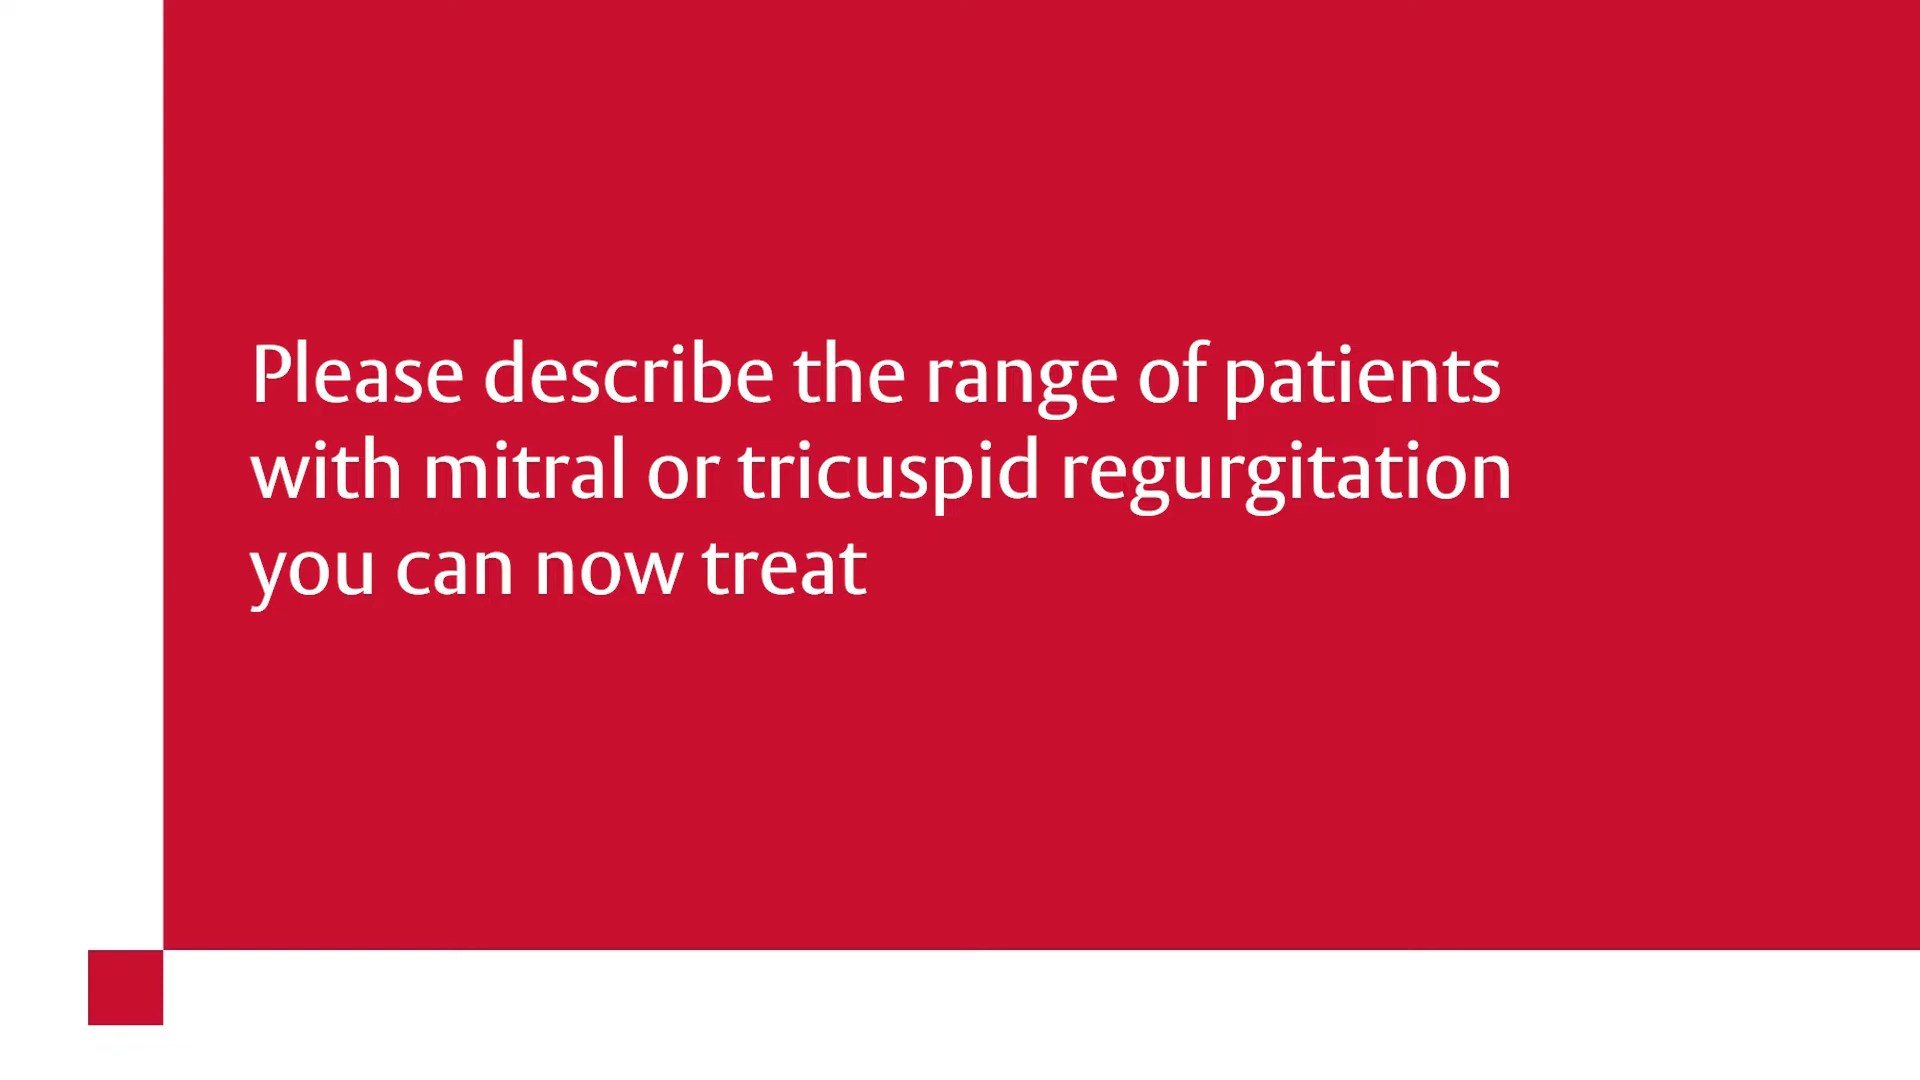 Please describe the range of patients
with mitral or tricuspid regurgitation
you can now treat